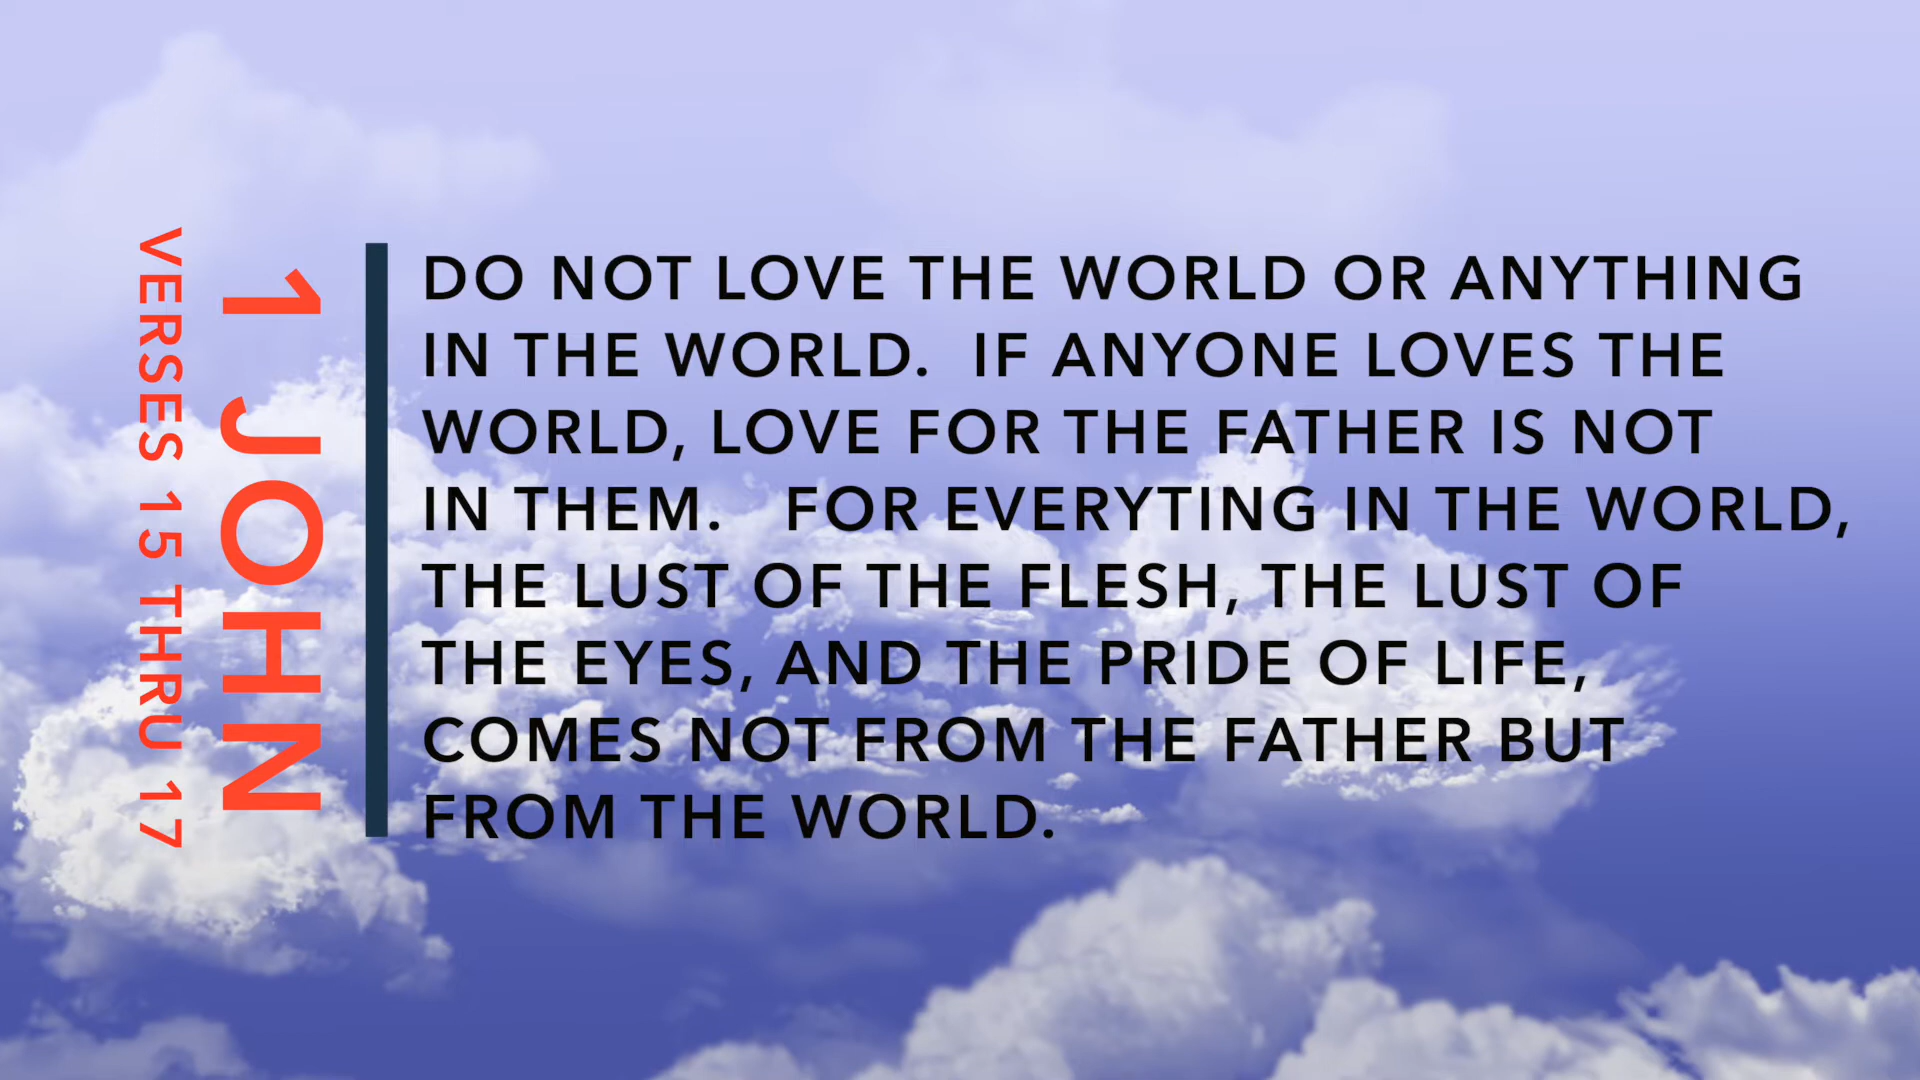 VERSES 15 THRU 17
1 JOHN
DO NOT LOVE THE WORLD OR ANYTHING
IN THE WORLD.  IF ANYONE LOVES THE
WORLD, LOVE FOR THE FATHER IS NOT
IN THEM.   FOR EVERYTING IN THE WORLD,
THE LUST OF THE FLESH, THE LUST OF
THE EYES, AND THE PRIDE OF LIFE,
COMES NOT FROM THE FATHER BUT
FROM THE WORLD.